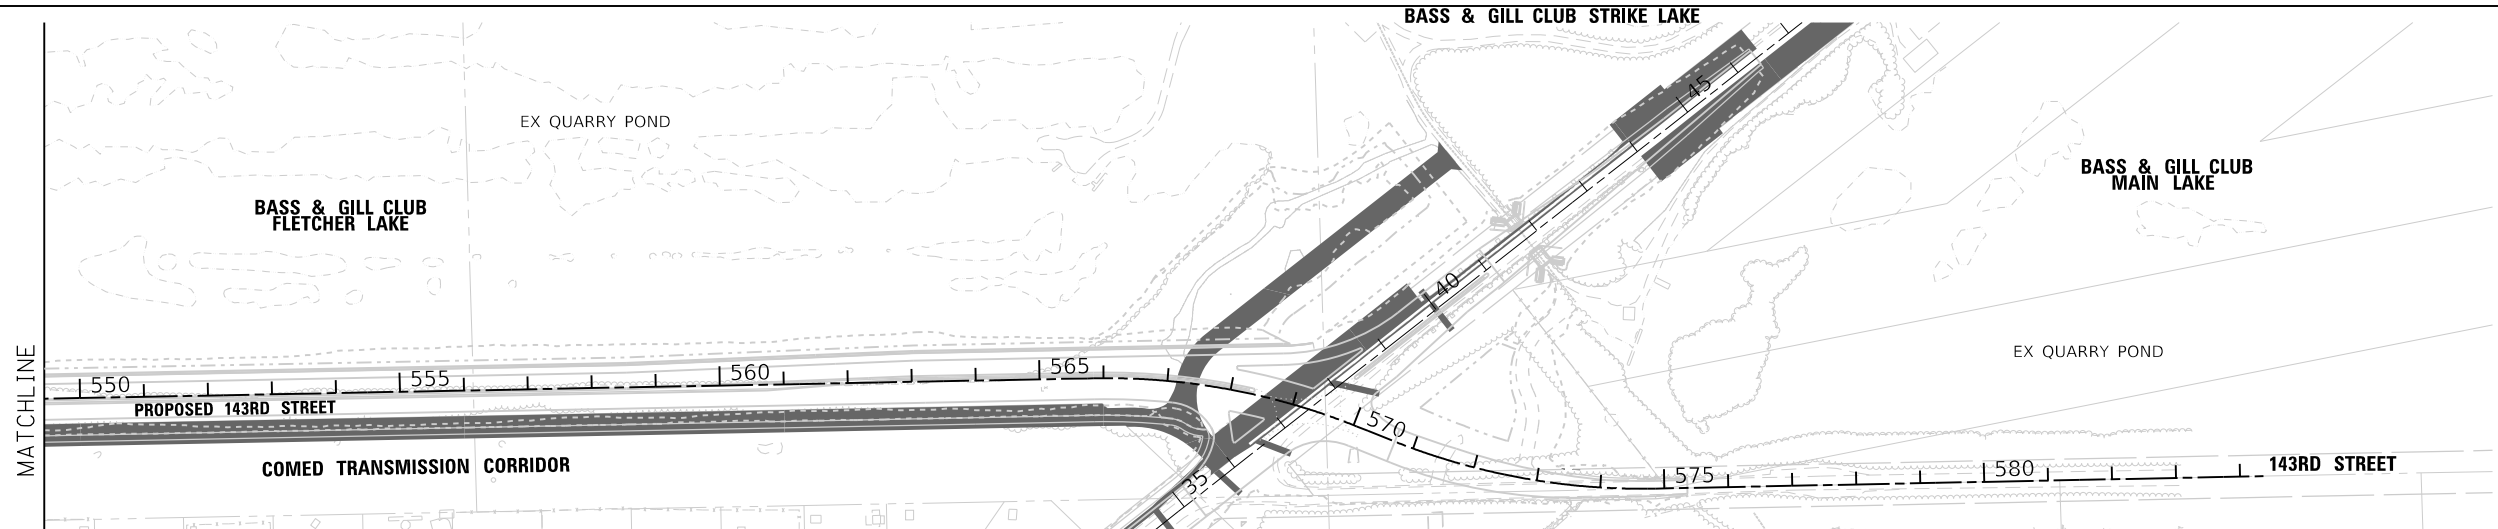 BASS & GILL CLUB STRIKE LAKE
45
EX QUARRY POND
BASS & GILL CLUB
MAIN LAKE
BASS & GILL CLUB
FLETCHER LAKE
40
EX QUARRY POND
MATCHLINE
550
555
560
565
PROPOSED 143RD STREET
570
COMED TRANSMISSION CORRIDOR
35
575
580
143RD STREET